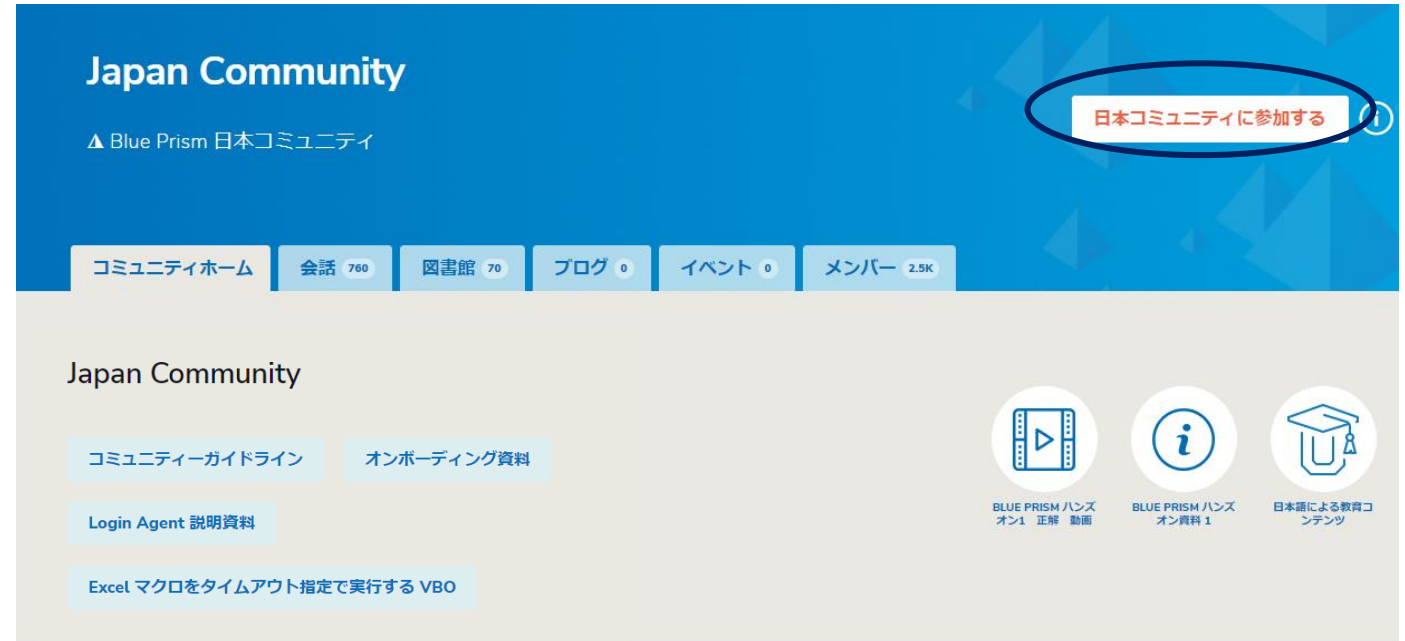 Japan Community
日本コミュニティに参加する
Blue Prism 日本コミュニティ
コミュニティホーム 会話 760 図書館 70 ブログ 0 イベント 0 メンバー 2.5K
Japan Community
コミュニティーガイドライン オンボーディング資料
Login Agent 説明資料
Excel マクロをタイムアウト指定で実行する VBO
BLUE PRISM ハンズ
オン1 正解 動画
BLUE PRISM ハンズ
オン資料 1
日本語による教育コ
ンテンツ